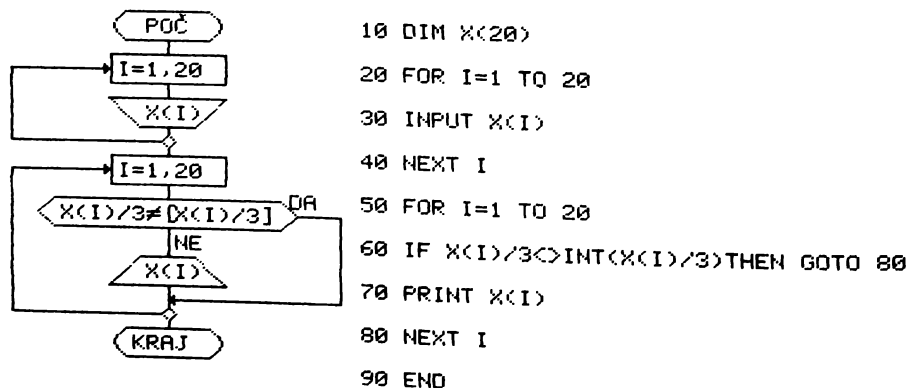 POČ
I=1,20
X(I)
I=1,20
X(I)/3≠[X(I)/3]
DA
NE
X(I)
KRAJ
10 DIM X(20)
20 FOR I=1 TO 20
30 INPUT X(I)
40 NEXT I
50 FOR I=1 TO 20
60 IF X(I)/3<>INT(X(I)/3)THEN GOTO 80
70 PRINT X(I)
80 NEXT I
90 END